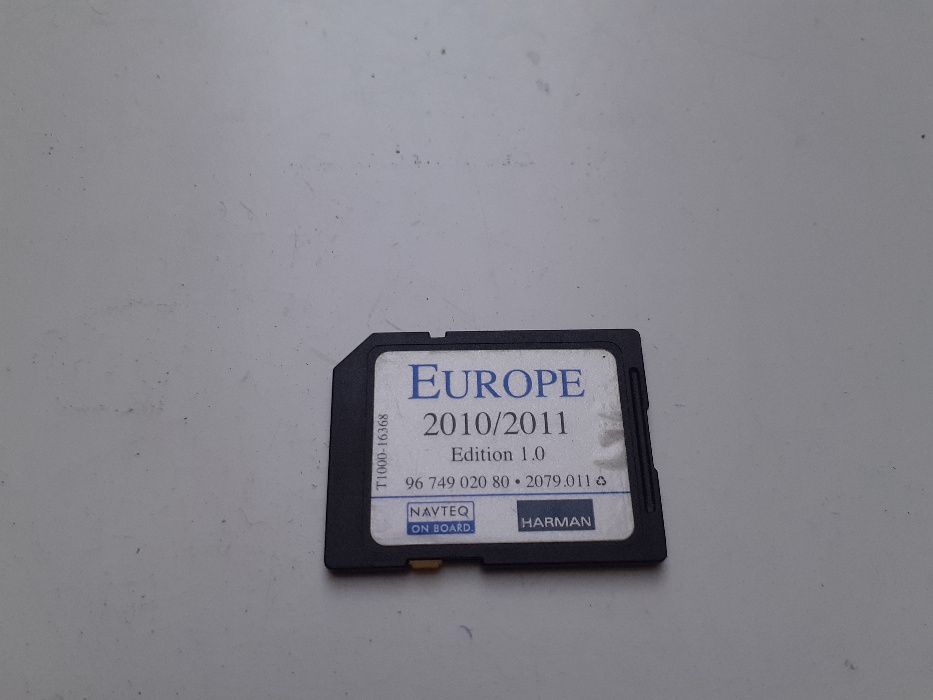 EUROPE
2010/2011
Edition 1.0
96 749 020 80 • 2079.011
T1000-16368
NAVTEQ
ON BOARD.
HARMAN